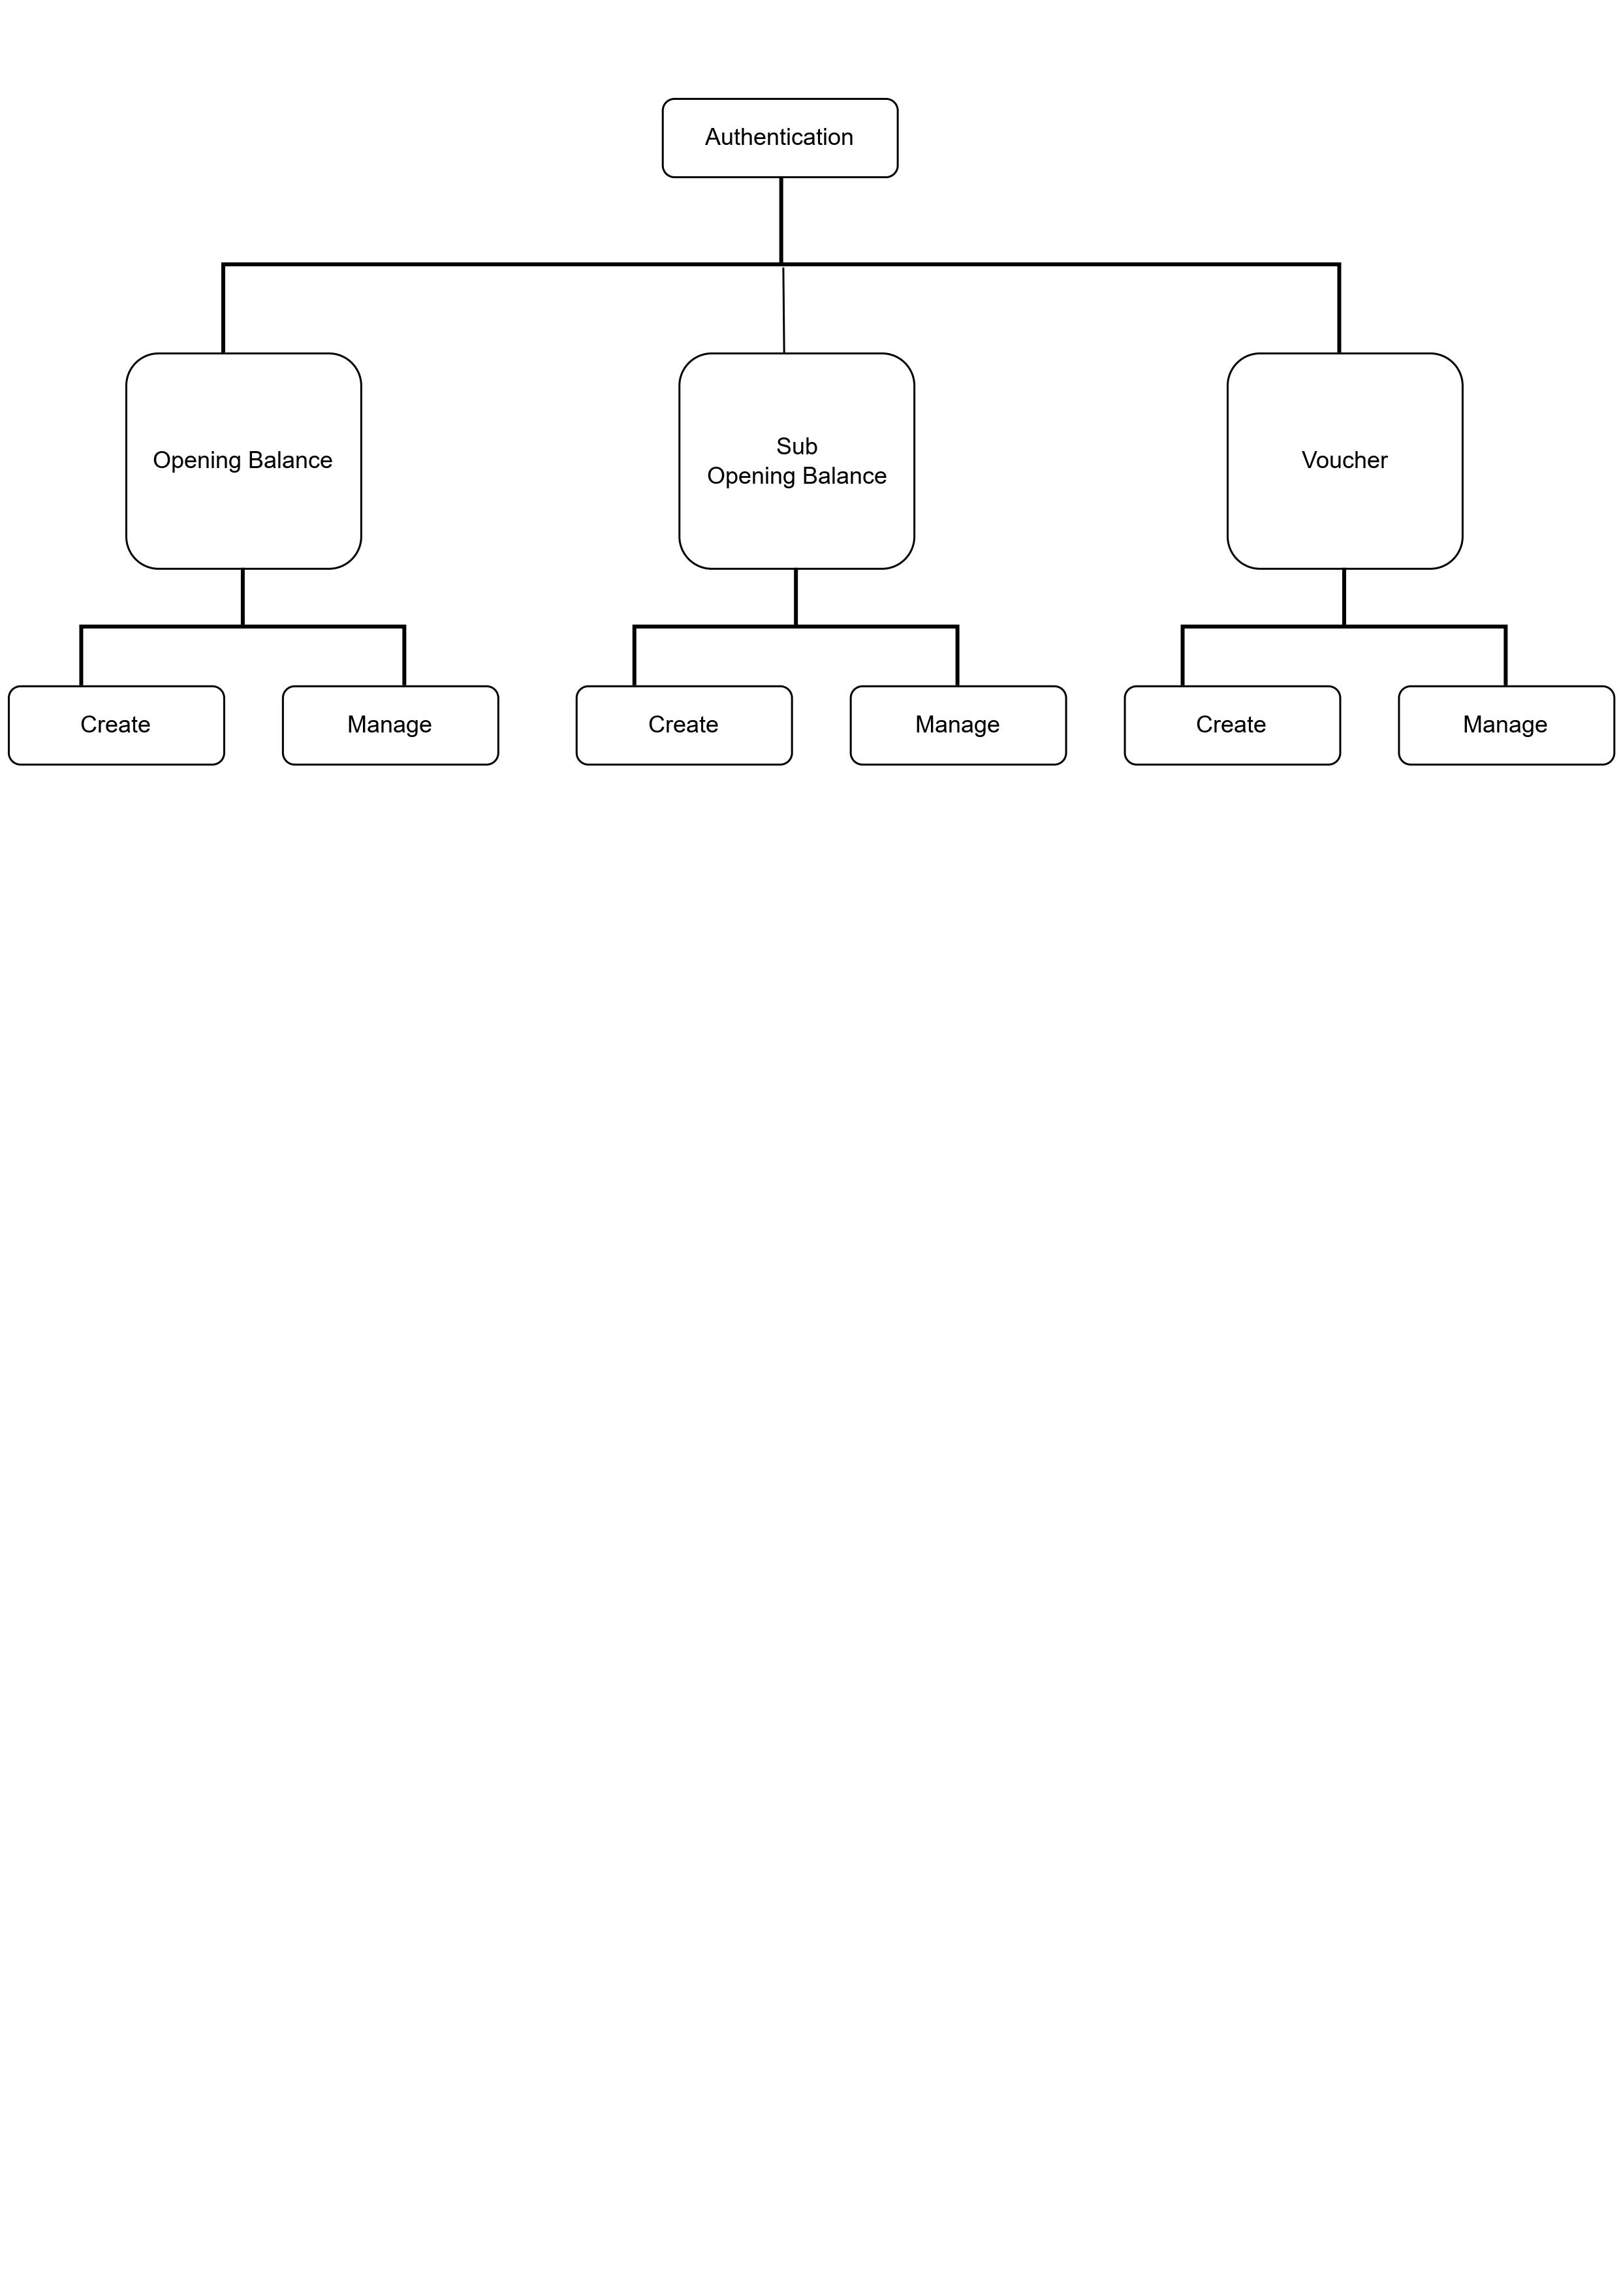 Authentication
Opening Balance
Sub
Opening Balance
Voucher
Create
Manage
Create
Manage
Create
Manage